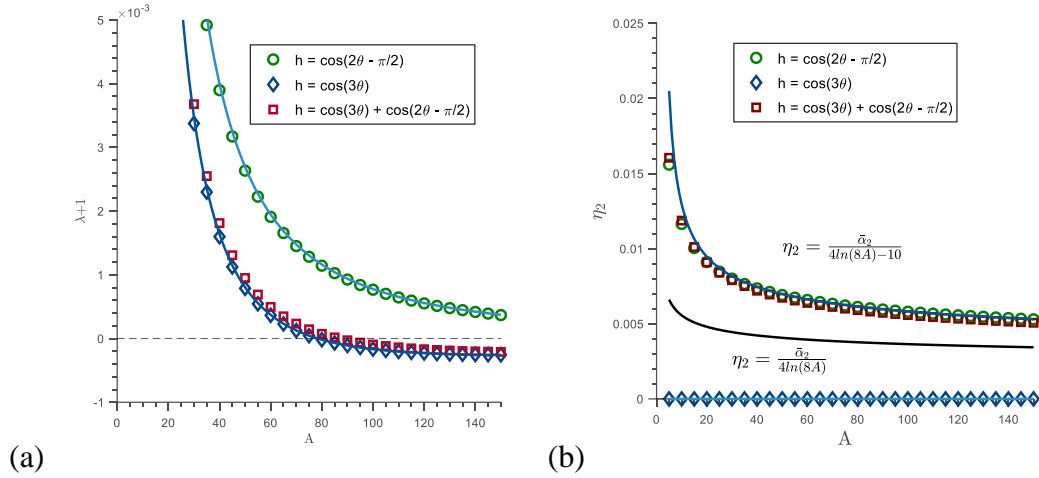 ×10⁻³
5
4
3
2
1
0
-1
λ+1
0 20 40 60 80 100 120 140
A
h = cos(2θ - π/2)
h = cos(3θ)
h = cos(3θ) + cos(2θ - π/2)
(a)
0.025
0.02
0.015
0.01
0.005
0
η₂
0 20 40 60 80 100 120 140
A
h = cos(2θ - π/2)
h = cos(3θ)
h = cos(3θ) + cos(2θ - π/2)
η₂ = ᾱ₂/(4ln(8A)−10)
η₂ = ᾱ₂/(4ln(8A))
(b)